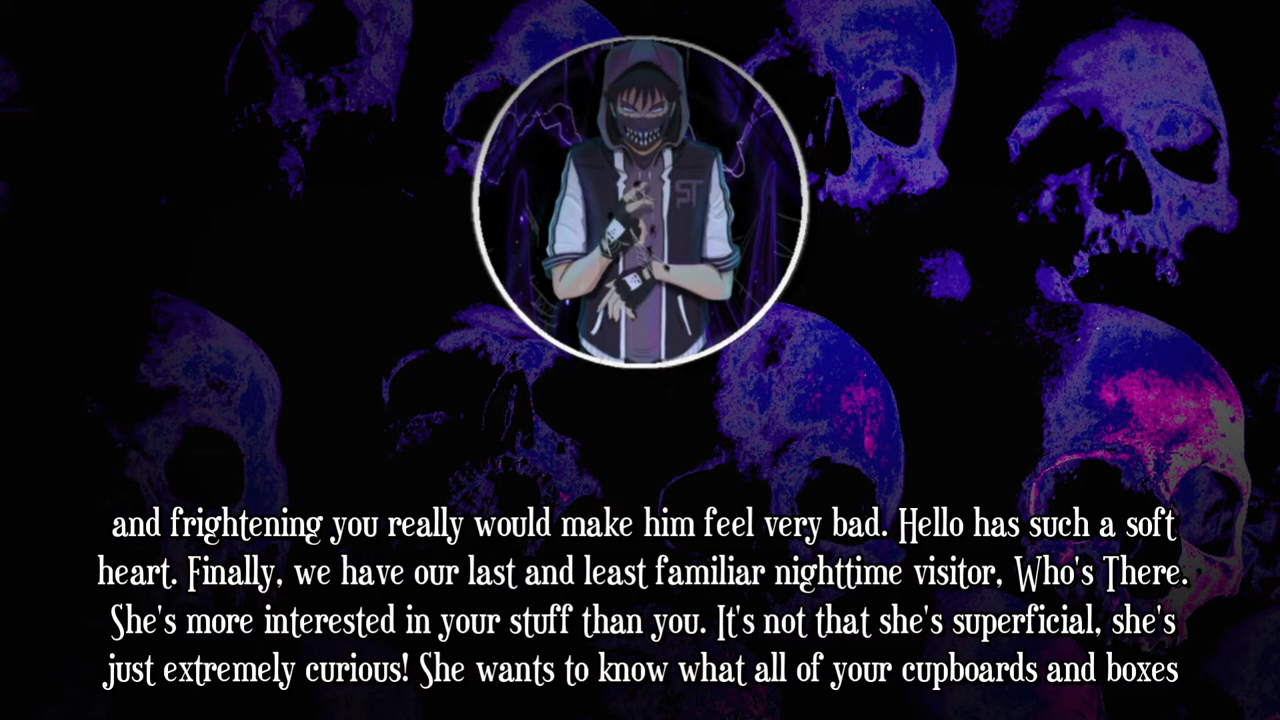 ST
and frightening you really would make him feel very bad. Hello has such a soft
heart. Finally, we have our last and least familiar nighttime visitor, Who's There.
She's more interested in your stuff than you. It's not that she's superficial, she's
just extremely curious! She wants to know what all of your cupboards and boxes